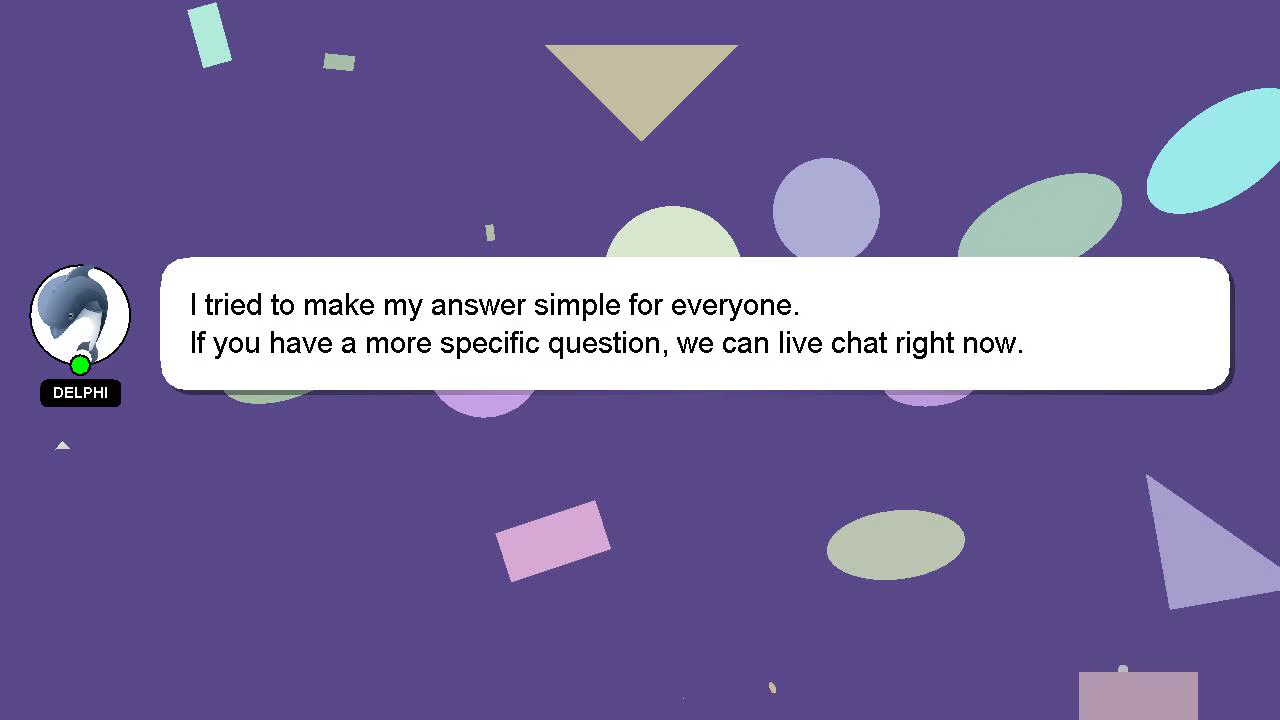 I tried to make my answer simple for everyone.
If you have a more specific question, we can live chat right now.
DELPHI